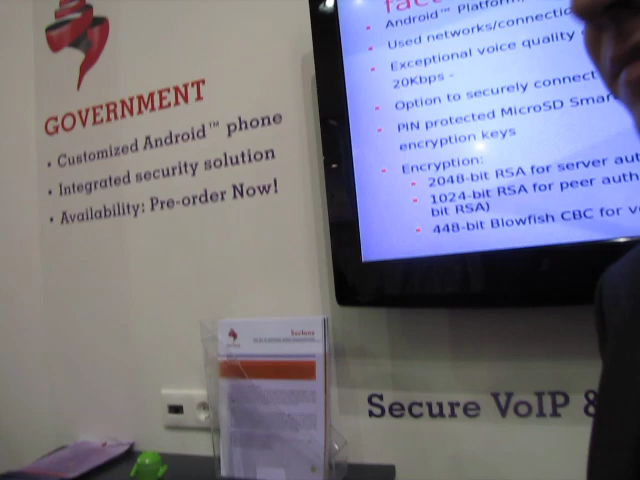 GOVERNMENT
• Customized Android™ phone
• Integrated security solution
• Availability: Pre-order Now!
Android™ Platform,
Used networks/connectio
Exceptional voice quality
20Kbps -
Option to securely connect
PIN protected MicroSD Smar
encryption keys
Encryption:
2048-bit RSA for server aut
1024-bit RSA for peer auth
bit RSA)
448-bit Blowfish CBC for v
Secure VoIP &